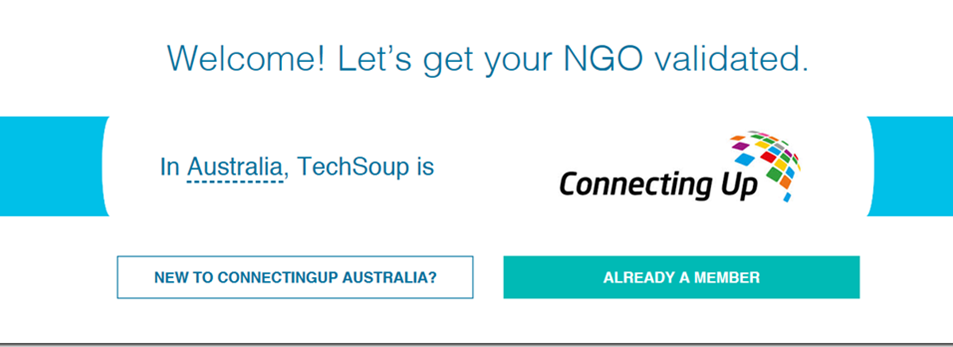 Welcome! Let's get your NGO validated.
In Australia, TechSoup is
Connecting Up
NEW TO CONNECTINGUP AUSTRALIA?
ALREADY A MEMBER